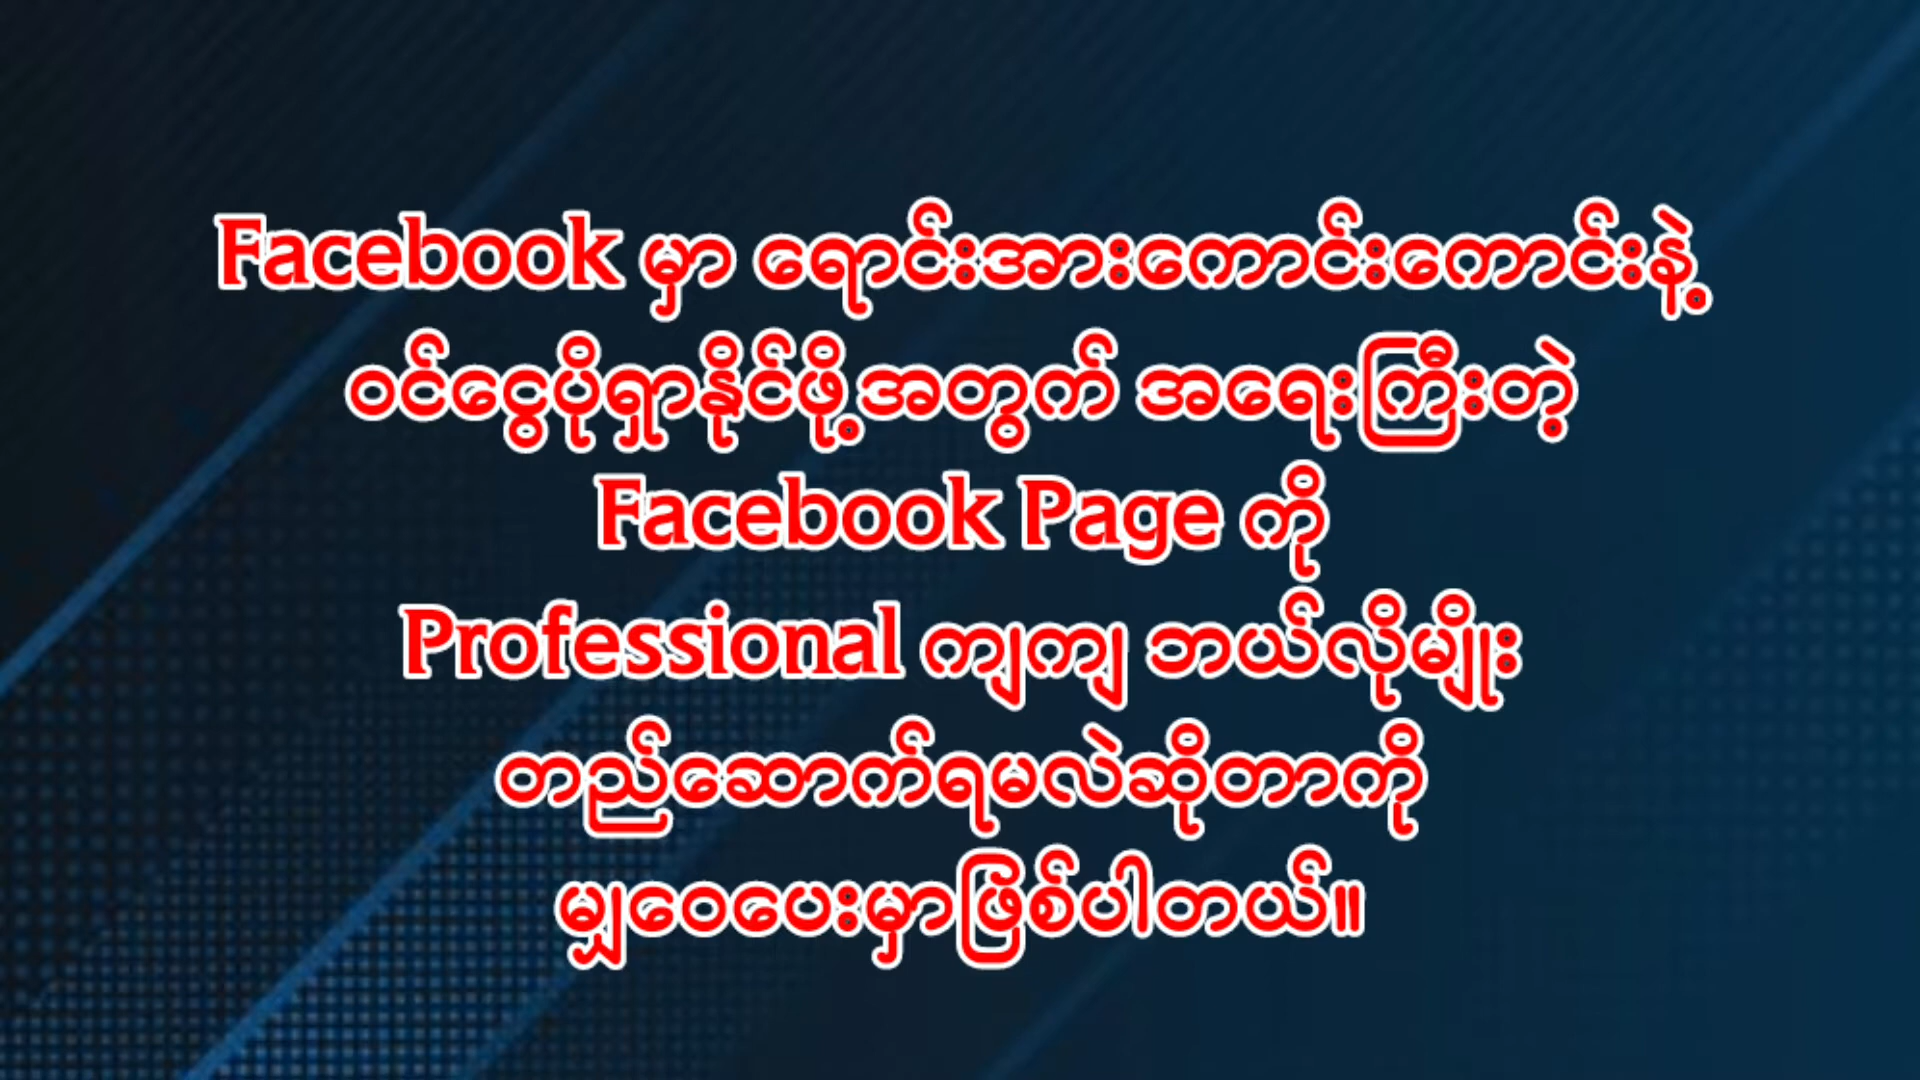 Facebook မှာ ရောင်းအားကောင်းကောင်းနဲ့
ဝင်ငွေပိုရှာနိုင်ဖို့အတွက် အရေးကြီးတဲ့
Facebook Page ကို
Professional ကျကျ ဘယ်လိုမျိုး
တည်ဆောက်ရမလဲဆိုတာကို
မျှဝေပေးမှာဖြစ်ပါတယ်။